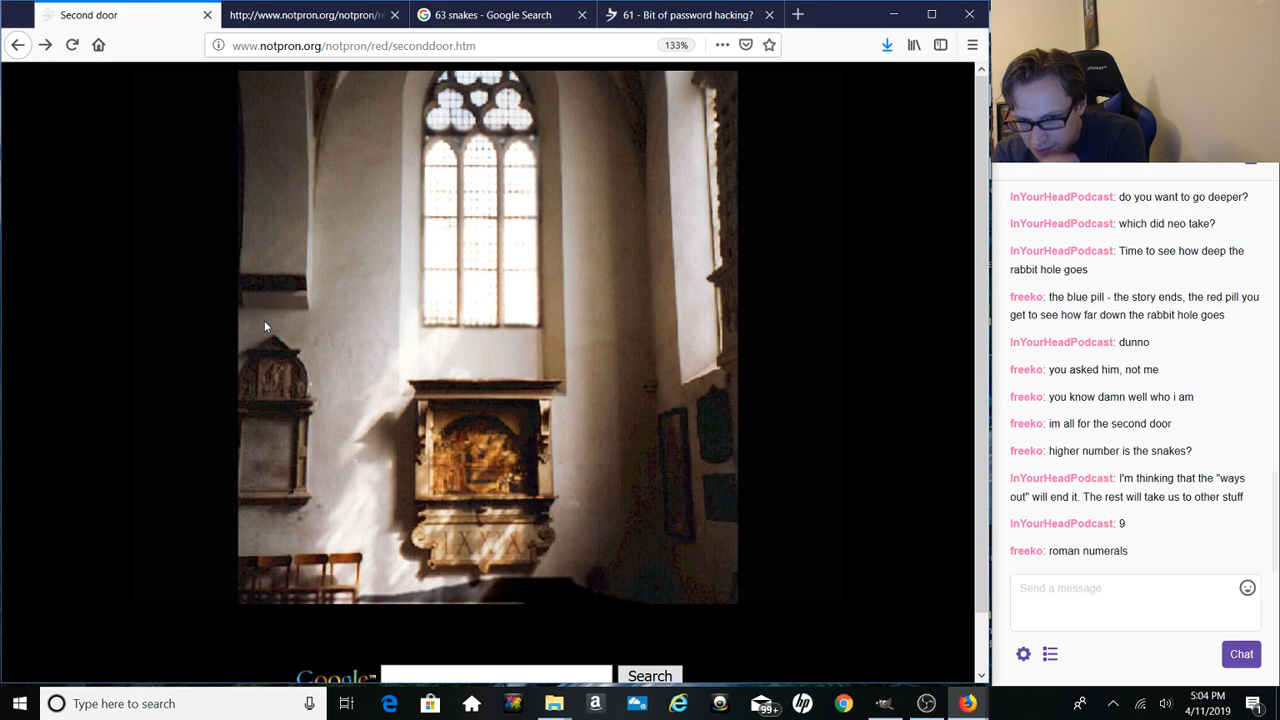 Second door
http://www.notpron.org/notpron/re
63 snakes - Google Search
61 - Bit of password hacking?
www.notpron.org/notpron/red/seconddoor.htm
133%
InYourHeadPodcast: do you want to go deeper?
InYourHeadPodcast: which did neo take?
InYourHeadPodcast: Time to see how deep the
rabbit hole goes
freeko: the blue pill - the story ends, the red pill you
get to see how far down the rabbit hole goes
InYourHeadPodcast: dunno
freeko: you asked him, not me
freeko: you know damn well who i am
freeko: im all for the second door
freeko: higher number is the snakes?
InYourHeadPodcast: I'm thinking that the "ways
out" will end it. The rest will take us to other stuff
InYourHeadPodcast: 9
freeko: roman numerals
Send a message
Chat
Google™
Search
Type here to search
99+
5:04 PM
4/11/2019